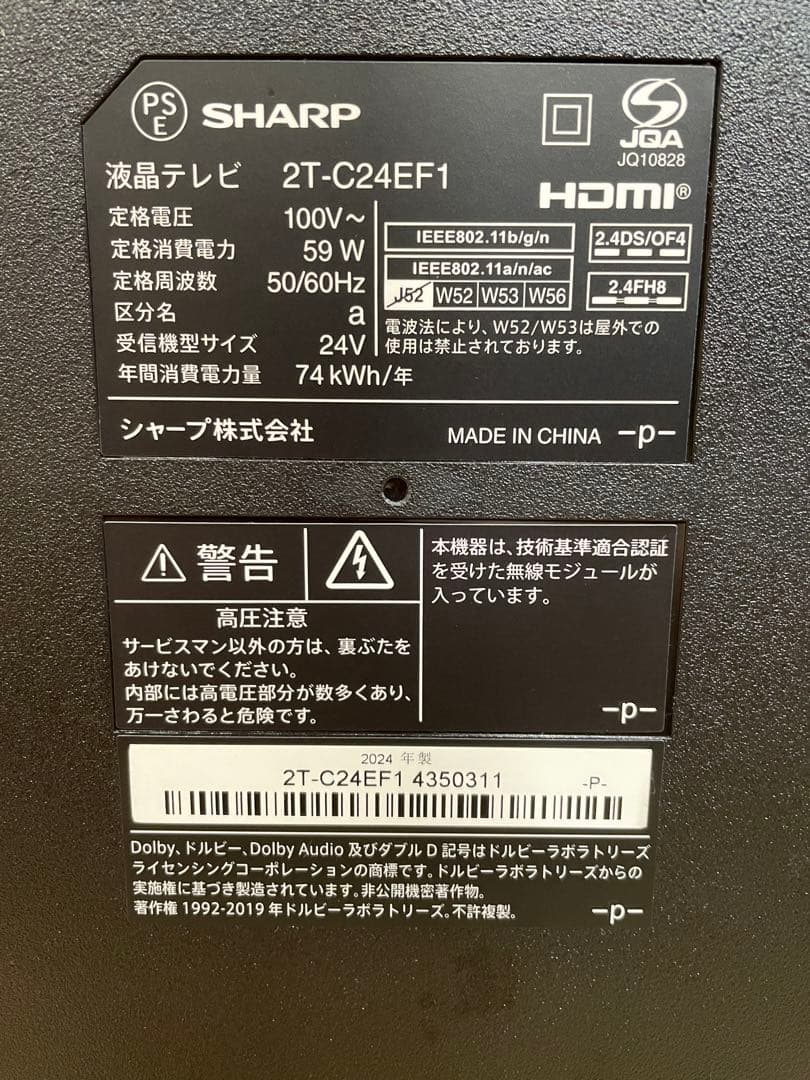 PS
E
SHARP
JQA
JQ10828
液晶テレビ 2T-C24EF1
HDMI®
定格電圧 100V～
定格消費電力 59 W
定格周波数 50/60Hz
区分名 a
受信機型サイズ 24V
年間消費電力量 74 kWh/年
IEEE802.11b/g/n
IEEE802.11a/n/ac
J52 W52 W53 W56
2.4DS/OF4
2.4FH8
電波法により、W52/W53は屋外での
使用は禁止されております。
シャープ株式会社 MADE IN CHINA -p-
警告
高圧注意
サービスマン以外の方は、裏ぶたを
あけないでください。
内部には高電圧部分が数多くあり、
万一さわると危険です。
本機器は、技術基準適合認証
を受けた無線モジュールが
入っています。
-p-
2024 年製
2T-C24EF1 4350311 -P-
Dolby、ドルビー、Dolby Audio 及びダブル D 記号はドルビーラボラトリーズ
ライセンシングコーポレーションの商標です。ドルビーラボラトリーズからの
実施権に基づき製造されています。非公開機密著作物。
著作権 1992-2019 年ドルビーラボラトリーズ。不許複製。 -p-